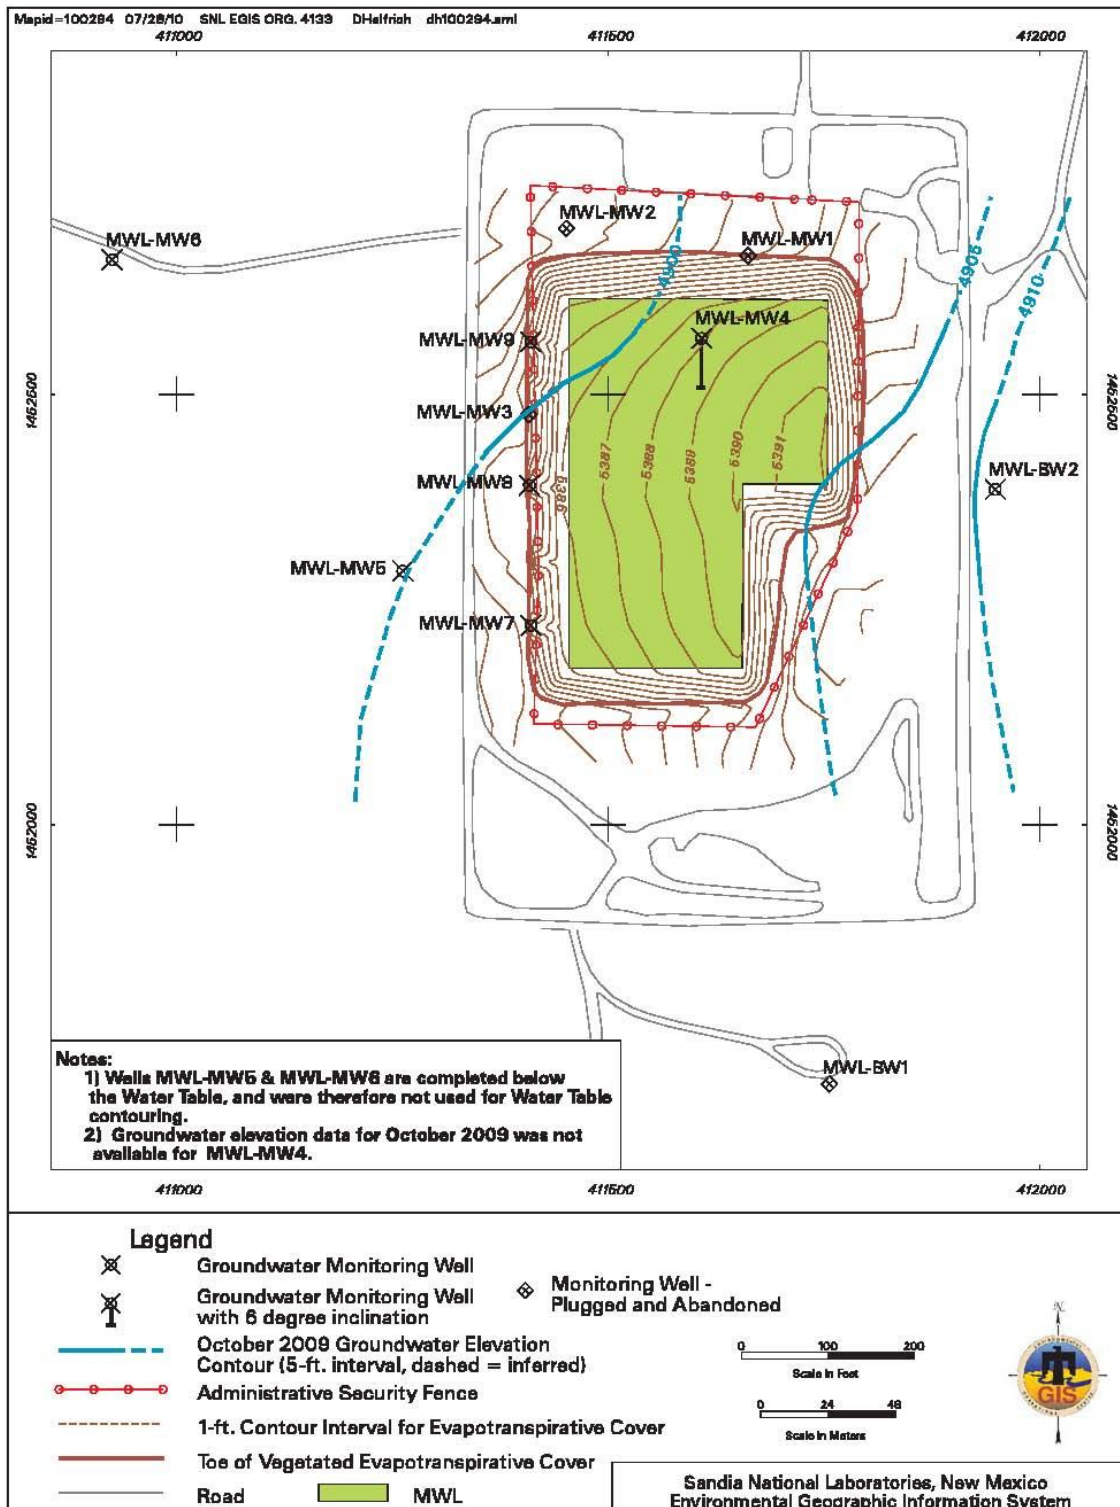 Mapid=100294 07/28/10 SNL EGIS ORG. 4133 DHelfrich dh100294.aml
411000 411500 412000
MWL-MW2
MWL-MW6
MWL-MW1
4900
4905
4910
MWL-MW4
MWL-MW9
1452500 1452500
MWL-MW3
5387 5388 5389 5390 5391
5386
MWL-MW8
MWL-BW2
MWL-MW5
MWL-MW7
1452000 1452000
MWL-BW1
Notes:
1) Wells MWL-MW5 & MWL-MW6 are completed below
the Water Table, and were therefore not used for Water Table
contouring.
2) Groundwater elevation data for October 2009 was not
available for MWL-MW4.
411000 411500 412000
Legend
Groundwater Monitoring Well
Groundwater Monitoring Well
with 6 degree inclination
Monitoring Well -
Plugged and Abandoned
October 2009 Groundwater Elevation
Contour (5-ft. interval, dashed = inferred)
Administrative Security Fence
1-ft. Contour Interval for Evapotranspirative Cover
Toe of Vegetated Evapotranspirative Cover
Road MWL
0 100 200
Scale in Feet
0 24 48
Scale in Meters
N
GIS
Sandia National Laboratories, New Mexico
Environmental Geographic Information System